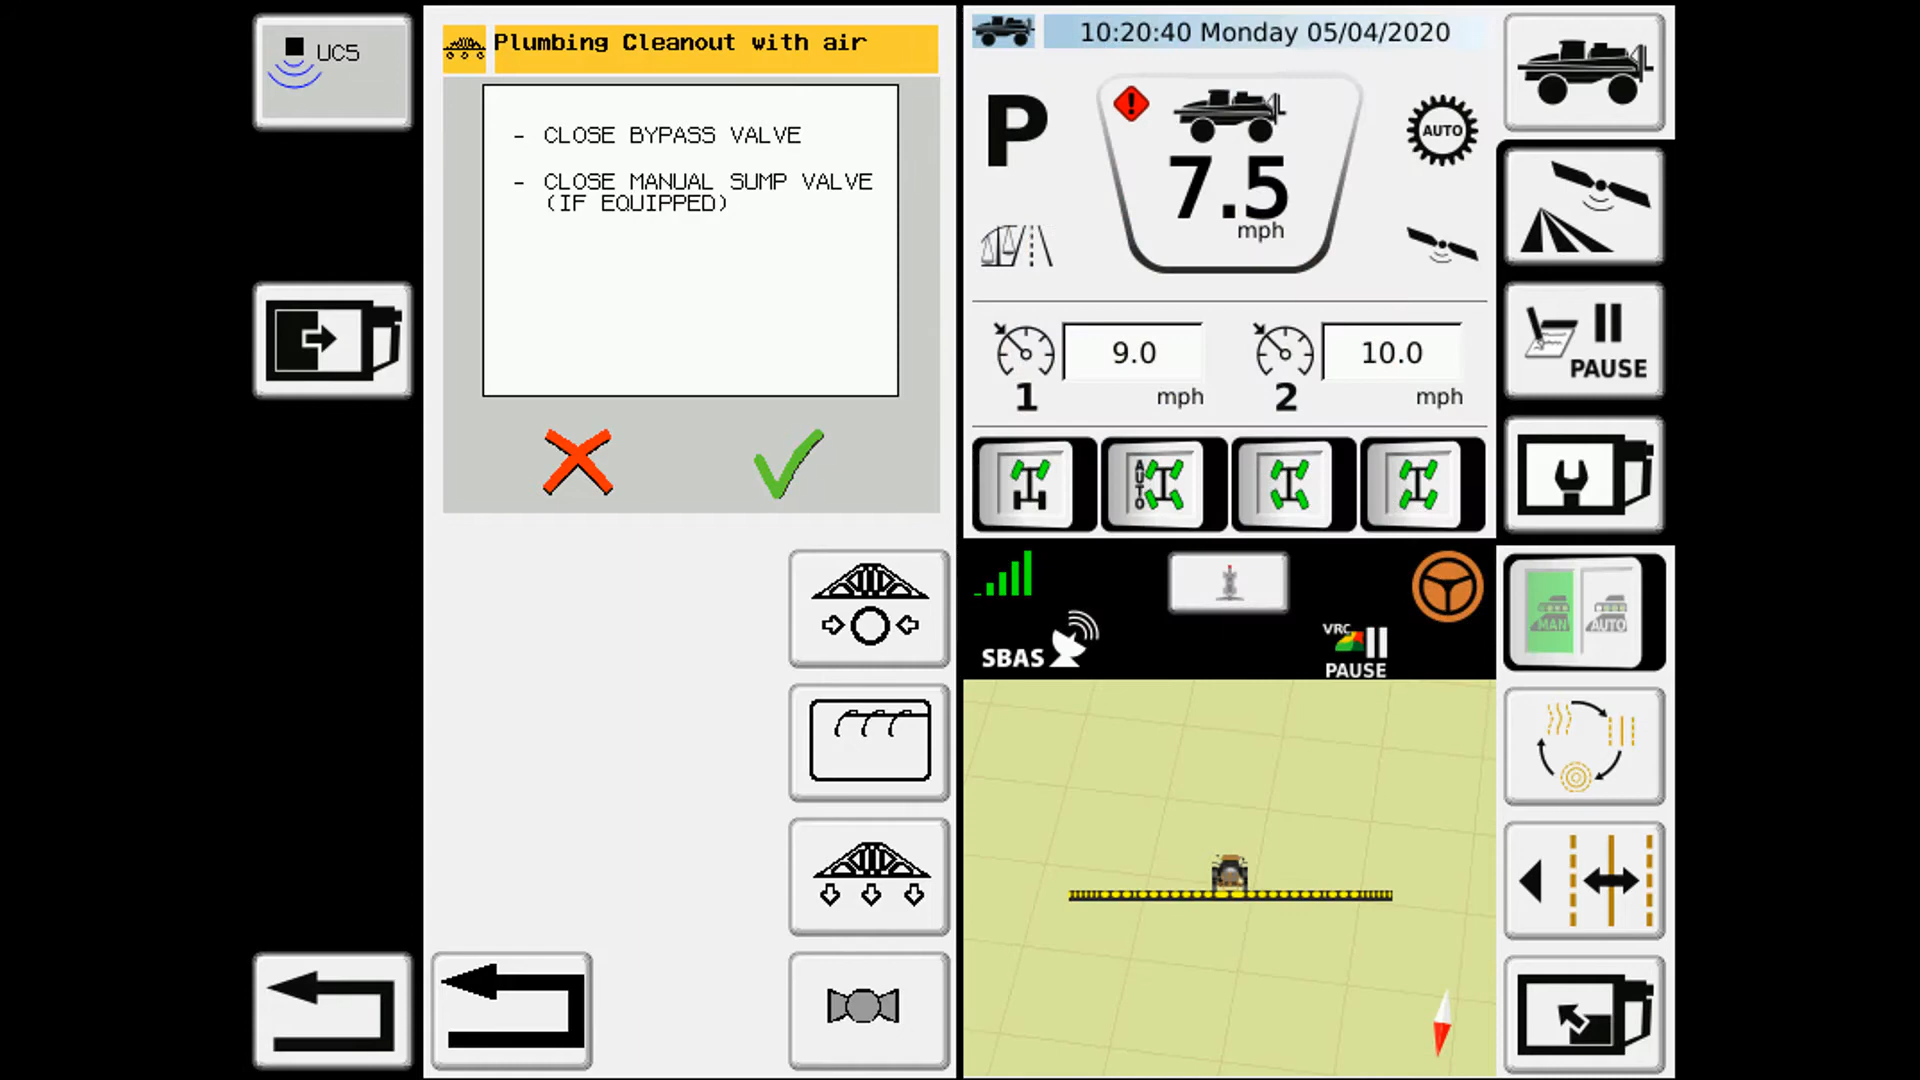 UC5
Plumbing Cleanout with air
- CLOSE BYPASS VALVE
- CLOSE MANUAL SUMP VALVE
(IF EQUIPPED)
10:20:40 Monday 05/04/2020
P
AUTO
7.5
mph
9.0
10.0
1
mph
2
mph
PAUSE
AUTO
SBAS
VRC
PAUSE
MAN
AUTO